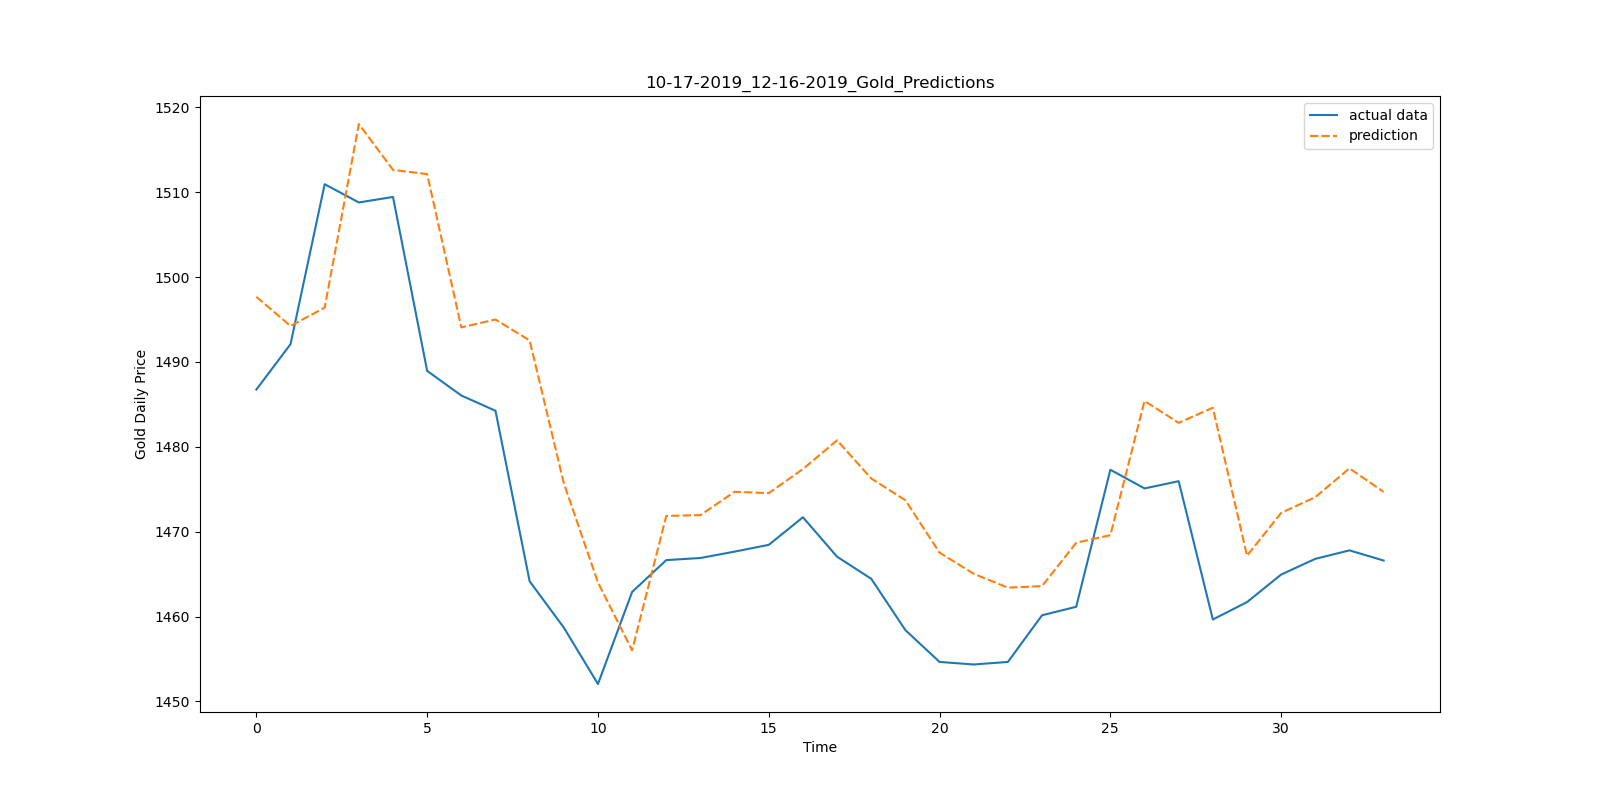 10-17-2019_12-16-2019_Gold_Predictions
actual data
prediction
Gold Daily Price
1520
1510
1500
1490
1480
1470
1460
1450
0 5 10 15 20 25 30
Time